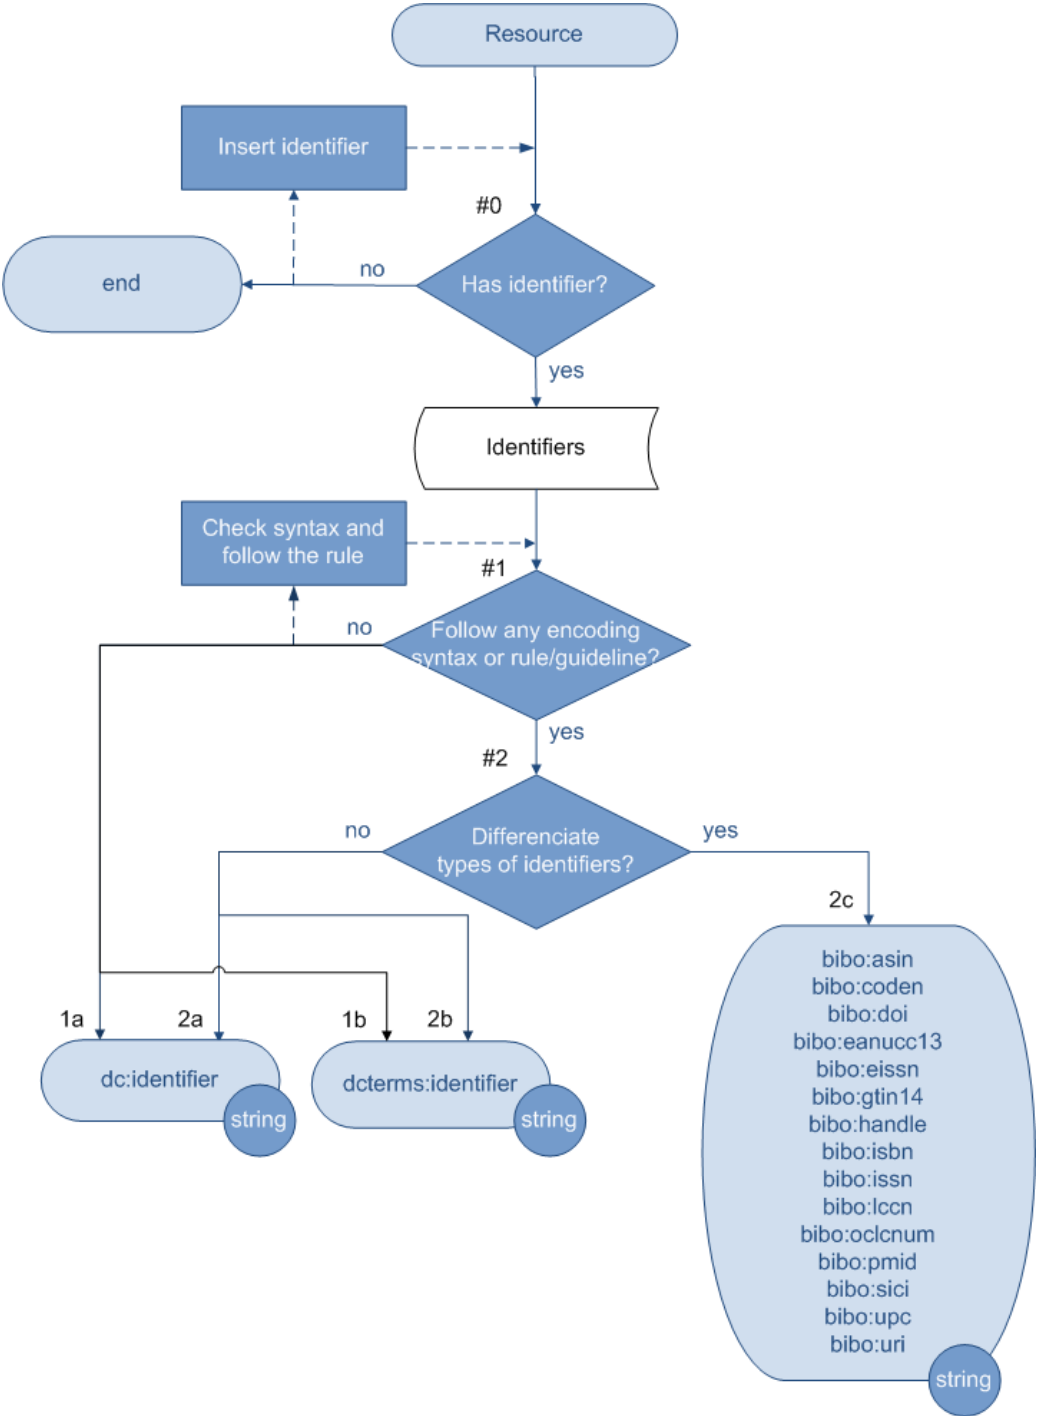 Resource
Insert identifier
#0
Has identifier?
no
end
yes
Identifiers
Check syntax and
follow the rule
#1
no
Follow any encoding
syntax or rule/guideline?
yes
#2
no
Differenciate
types of identifiers?
yes
2c
1a
2a
1b
2b
dc:identifier
string
dcterms:identifier
string
bibo:asin
bibo:coden
bibo:doi
bibo:eanucc13
bibo:eissn
bibo:gtin14
bibo:handle
bibo:isbn
bibo:issn
bibo:lccn
bibo:oclcnum
bibo:pmid
bibo:sici
bibo:upc
bibo:uri
string